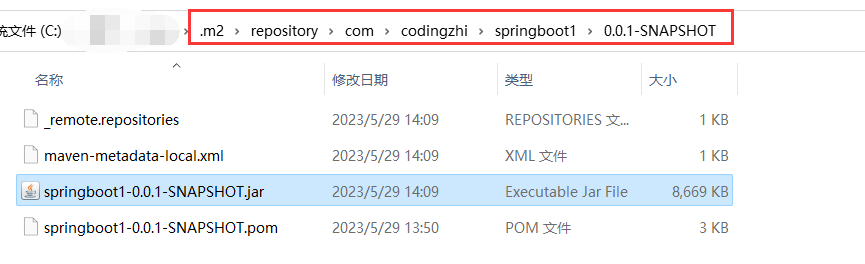 统文件 (C:) › .m2 › repository › com › codingzhi › springboot1 › 0.0.1-SNAPSHOT
名称 修改日期 类型 大小
_remote.repositories 2023/5/29 14:09 REPOSITORIES 文... 1 KB
maven-metadata-local.xml 2023/5/29 14:09 XML 文件 1 KB
springboot1-0.0.1-SNAPSHOT.jar 2023/5/29 14:09 Executable Jar File 8,669 KB
springboot1-0.0.1-SNAPSHOT.pom 2023/5/29 13:50 POM 文件 3 KB